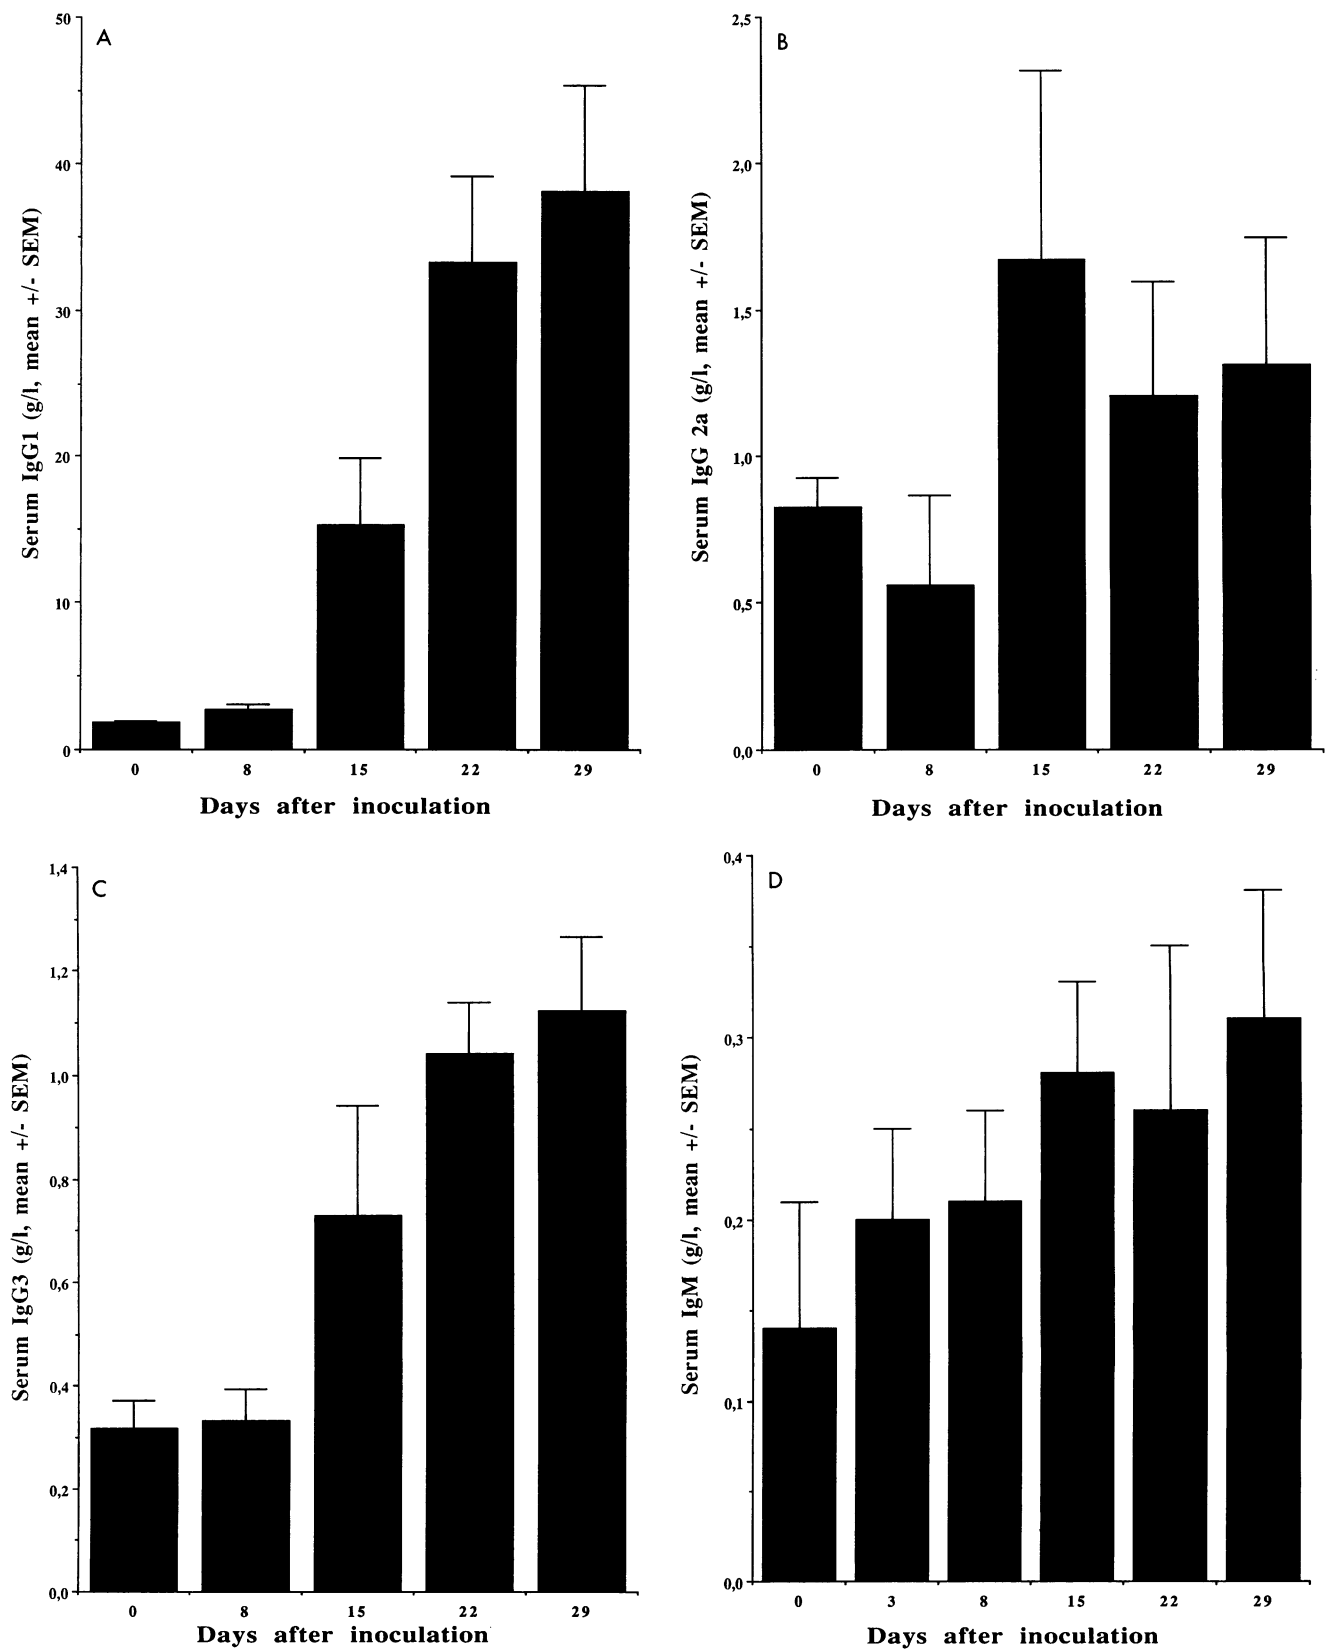 A
50
40
30
20
10
0
Serum IgG1 (g/l, mean +/- SEM)
0 8 15 22 29
Days after inoculation
B
2,5
2,0
1,5
1,0
0,5
0,0
Serum IgG 2a (g/l, mean +/- SEM)
0 8 15 22 29
Days after inoculation
C
1,4
1,2
1,0
0,8
0,6
0,4
0,2
0,0
Serum IgG3 (g/l, mean +/- SEM)
0 8 15 22 29
Days after inoculation
D
0,4
0,3
0,2
0,1
0,0
Serum IgM (g/l, mean +/- SEM)
0 3 8 15 22 29
Days after inoculation